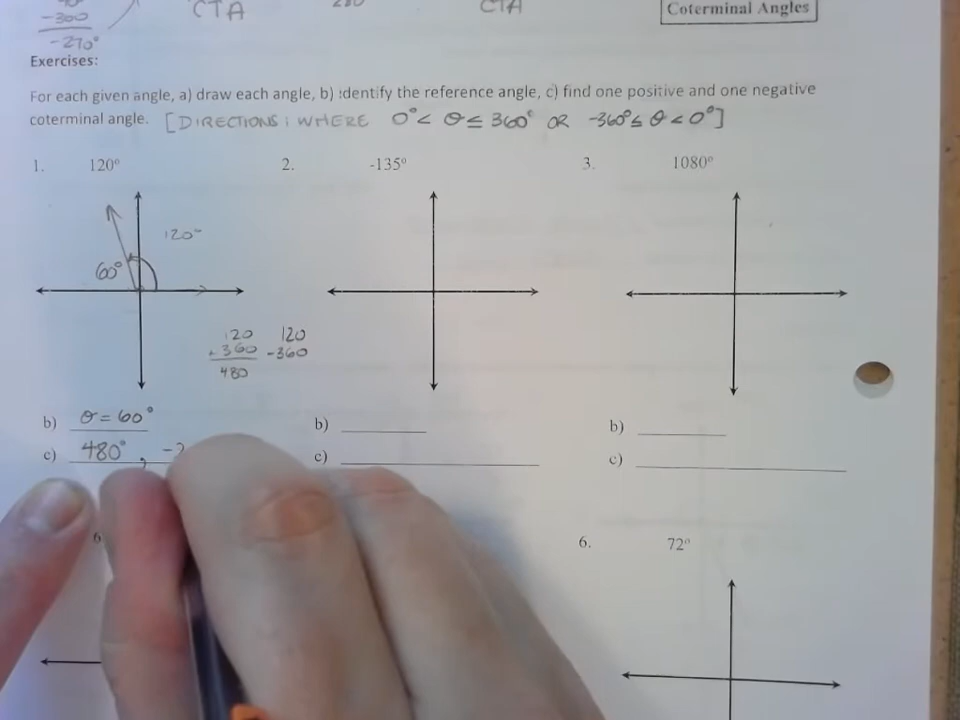 -300
CTA
CTA
Coterminal Angles
-270°
Exercises:
For each given angle, a) draw each angle, b) identify the reference angle, c) find one positive and one negative
coterminal angle. [DIRECTIONS: WHERE 0°< θ ≤ 360° OR -360° ≤ θ < 0°]
1. 120° 2. -135° 3. 1080°
120°
60°
120 120
+360 -360
480
b) θ = 60° b) b)
c) 480°, -2 c) c)
6. 72°